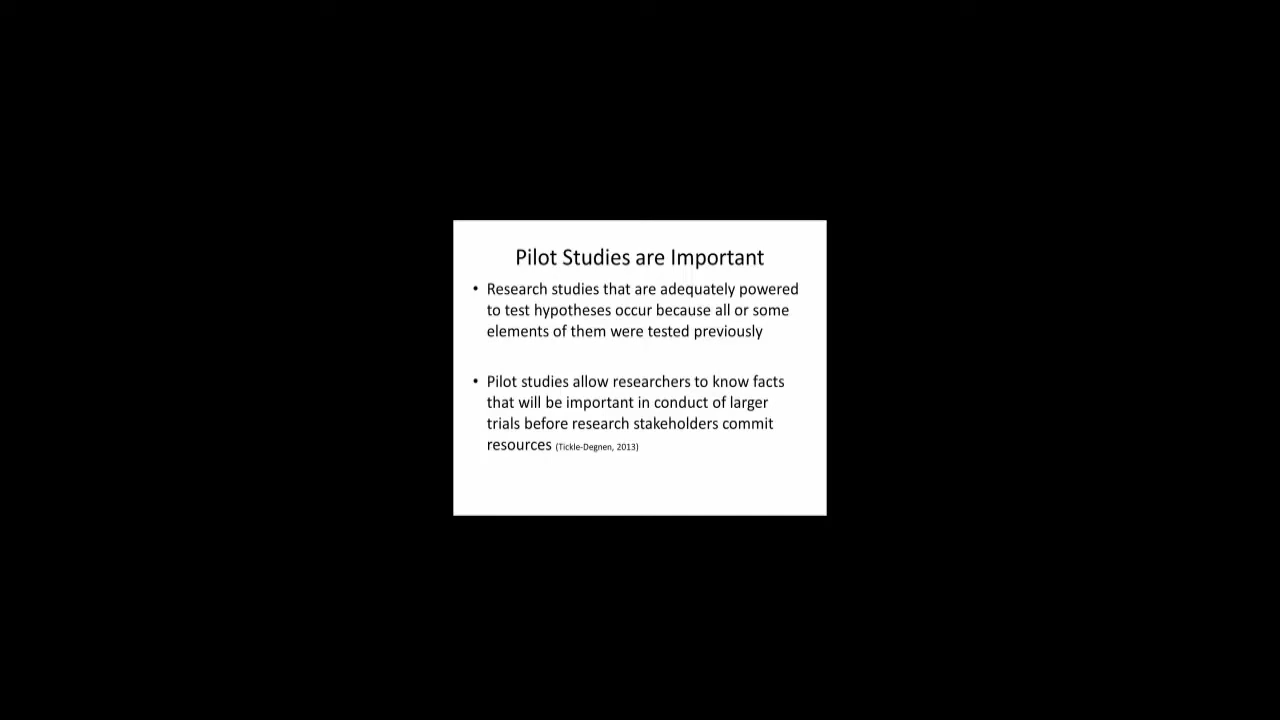 Pilot Studies are Important
• Research studies that are adequately powered
to test hypotheses occur because all or some
elements of them were tested previously
• Pilot studies allow researchers to know facts
that will be important in conduct of larger
trials before research stakeholders commit
resources (Tickle-Degnen, 2013)